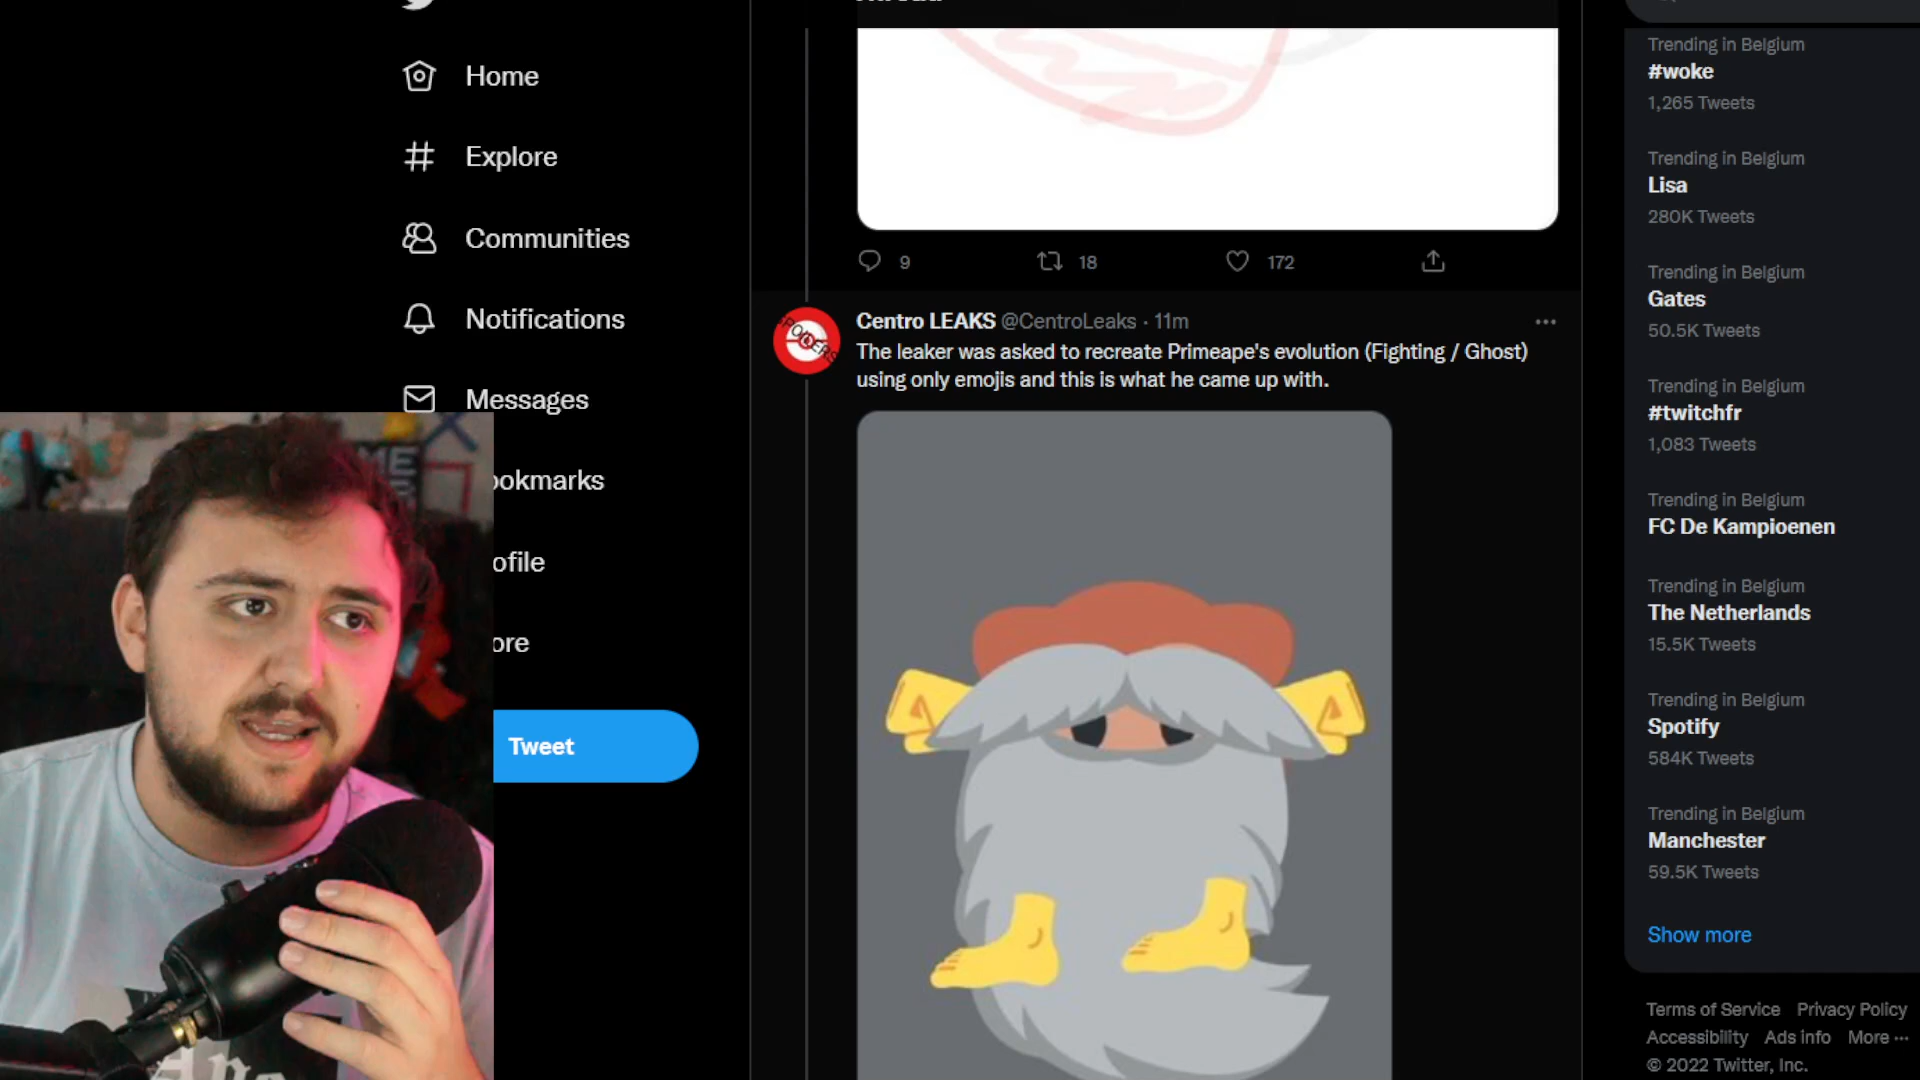 Home
Explore
Communities
Notifications
Messages
ookmarks
ofile
ore
Tweet
9
18
172
Centro LEAKS @CentroLeaks · 11m
The leaker was asked to recreate Primeape's evolution (Fighting / Ghost)
using only emojis and this is what he came up with.
Trending in Belgium
#woke
1,265 Tweets
Trending in Belgium
Lisa
280K Tweets
Trending in Belgium
Gates
50.5K Tweets
Trending in Belgium
#twitchfr
1,083 Tweets
Trending in Belgium
FC De Kampioenen
Trending in Belgium
The Netherlands
15.5K Tweets
Trending in Belgium
Spotify
584K Tweets
Trending in Belgium
Manchester
59.5K Tweets
Show more
Terms of Service Privacy Policy
Accessibility Ads info More ···
© 2022 Twitter, Inc.